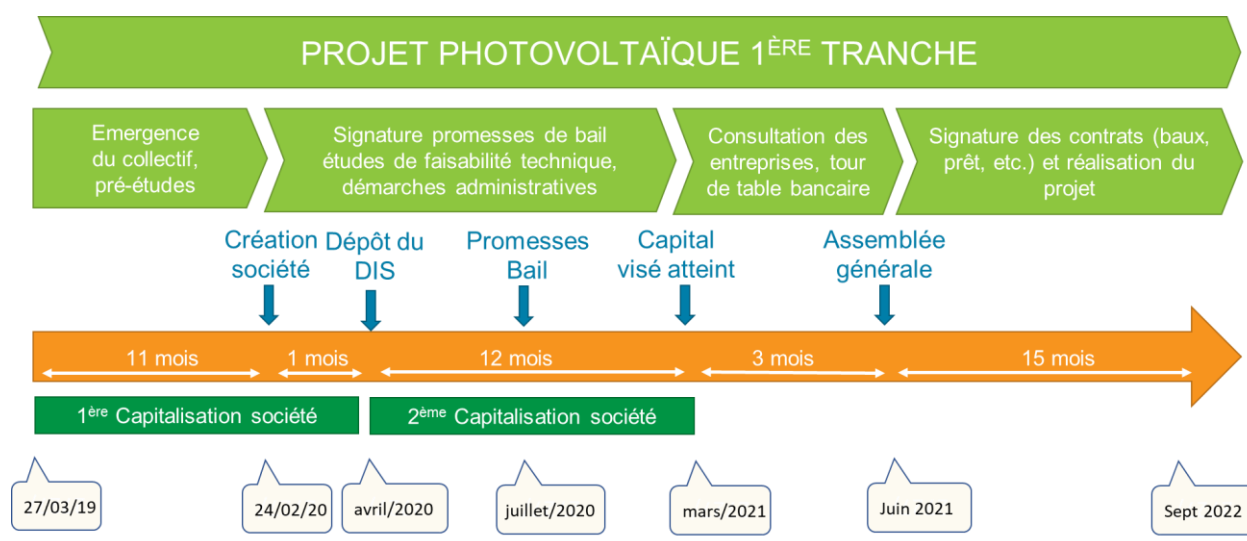 PROJET PHOTOVOLTAÏQUE 1ÈRE TRANCHE
Emergence
du collectif,
pré-études
Signature promesses de bail
études de faisabilité technique,
démarches administratives
Consultation des
entreprises, tour
de table bancaire
Signature des contrats (baux,
prêt, etc.) et réalisation du
projet
Création
société
Dépôt du
DIS
Promesses
Bail
Capital
visé atteint
Assemblée
générale
11 mois
1 mois
12 mois
3 mois
15 mois
1ère Capitalisation société
2ème Capitalisation société
27/03/19
24/02/20
avril/2020
juillet/2020
mars/2021
Juin 2021
Sept 2022